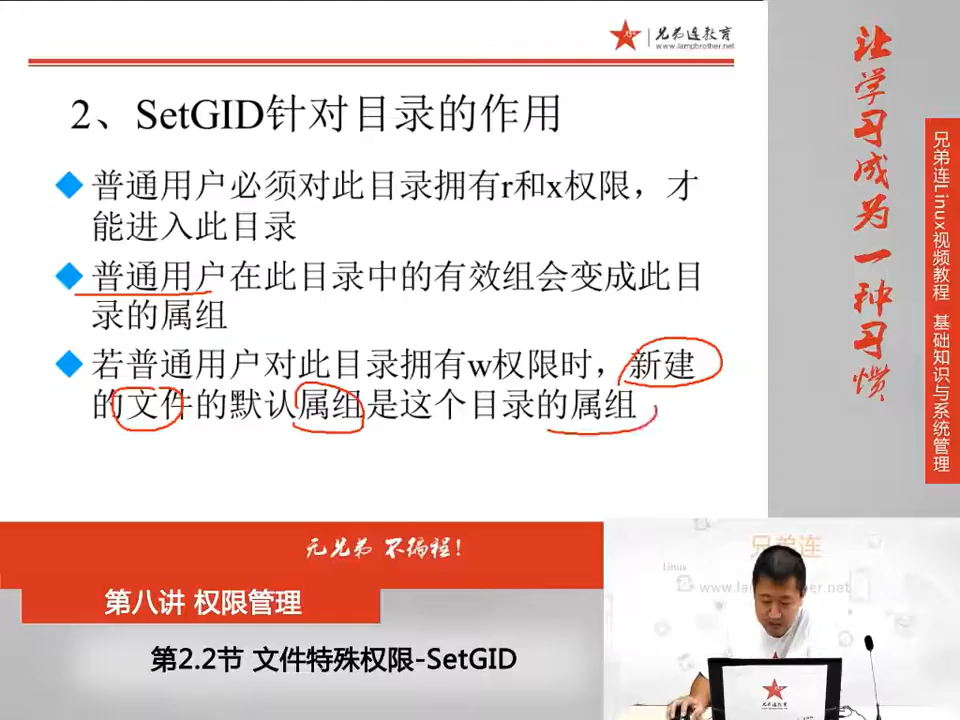 兄弟连教育
www.lampbrother.net
2、SetGID针对目录的作用
普通用户必须对此目录拥有r和x权限，才
能进入此目录
普通用户在此目录中的有效组会变成此目
录的属组
若普通用户对此目录拥有w权限时，新建
的文件的默认属组是这个目录的属组
让学习成为一种习惯
兄弟连Linux视频教程 基础知识与系统管理
无兄弟 不编程!
第八讲 权限管理
第2.2节 文件特殊权限-SetGID
兄弟连
Linux
兄弟连教育